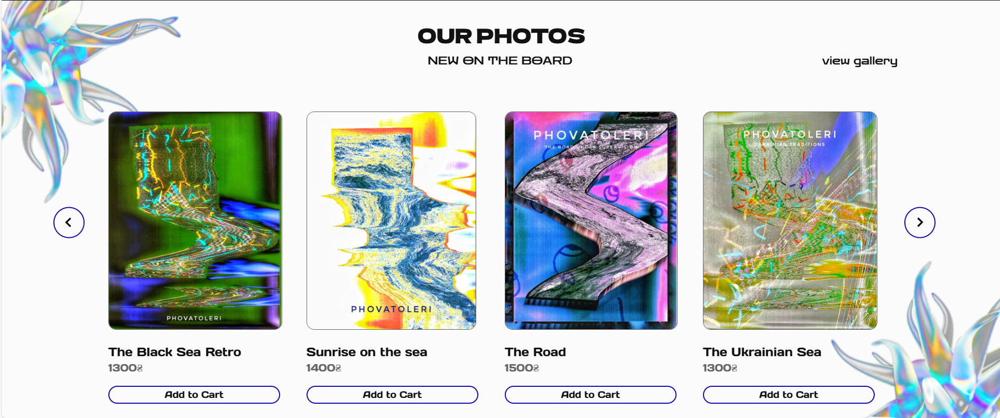 OUR PHOTOS
NEW ON THE BOARD
view gallery
PHOVATOLERI
PHOVATOLERI
PHOVATOLERI
THE ROAD UNDER SUPERVISION
PHOVATOLERI
UKRAINIAN TRADITIONS
The Black Sea Retro
1300₴
Add to Cart
Sunrise on the sea
1400₴
Add to Cart
The Road
1500₴
Add to Cart
The Ukrainian Sea
1300₴
Add to Cart